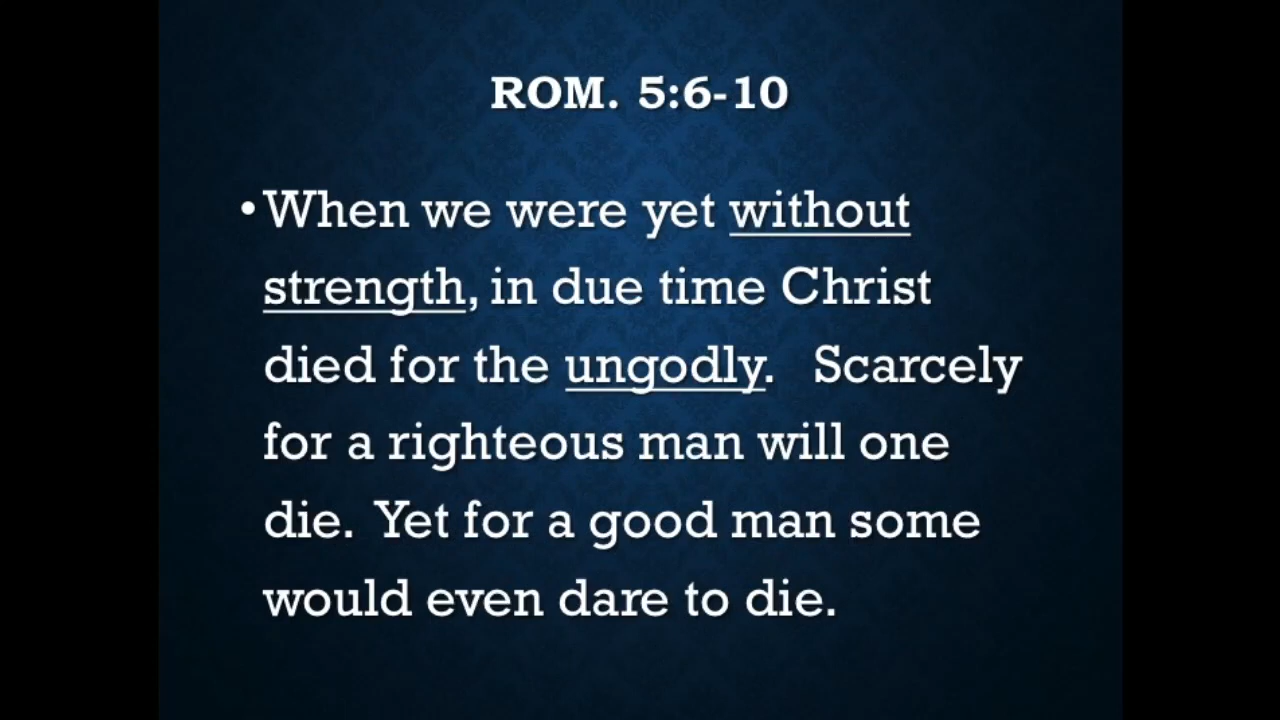 ROM. 5:6-10
•When we were yet without
strength, in due time Christ
died for the ungodly. Scarcely
for a righteous man will one
die. Yet for a good man some
would even dare to die.